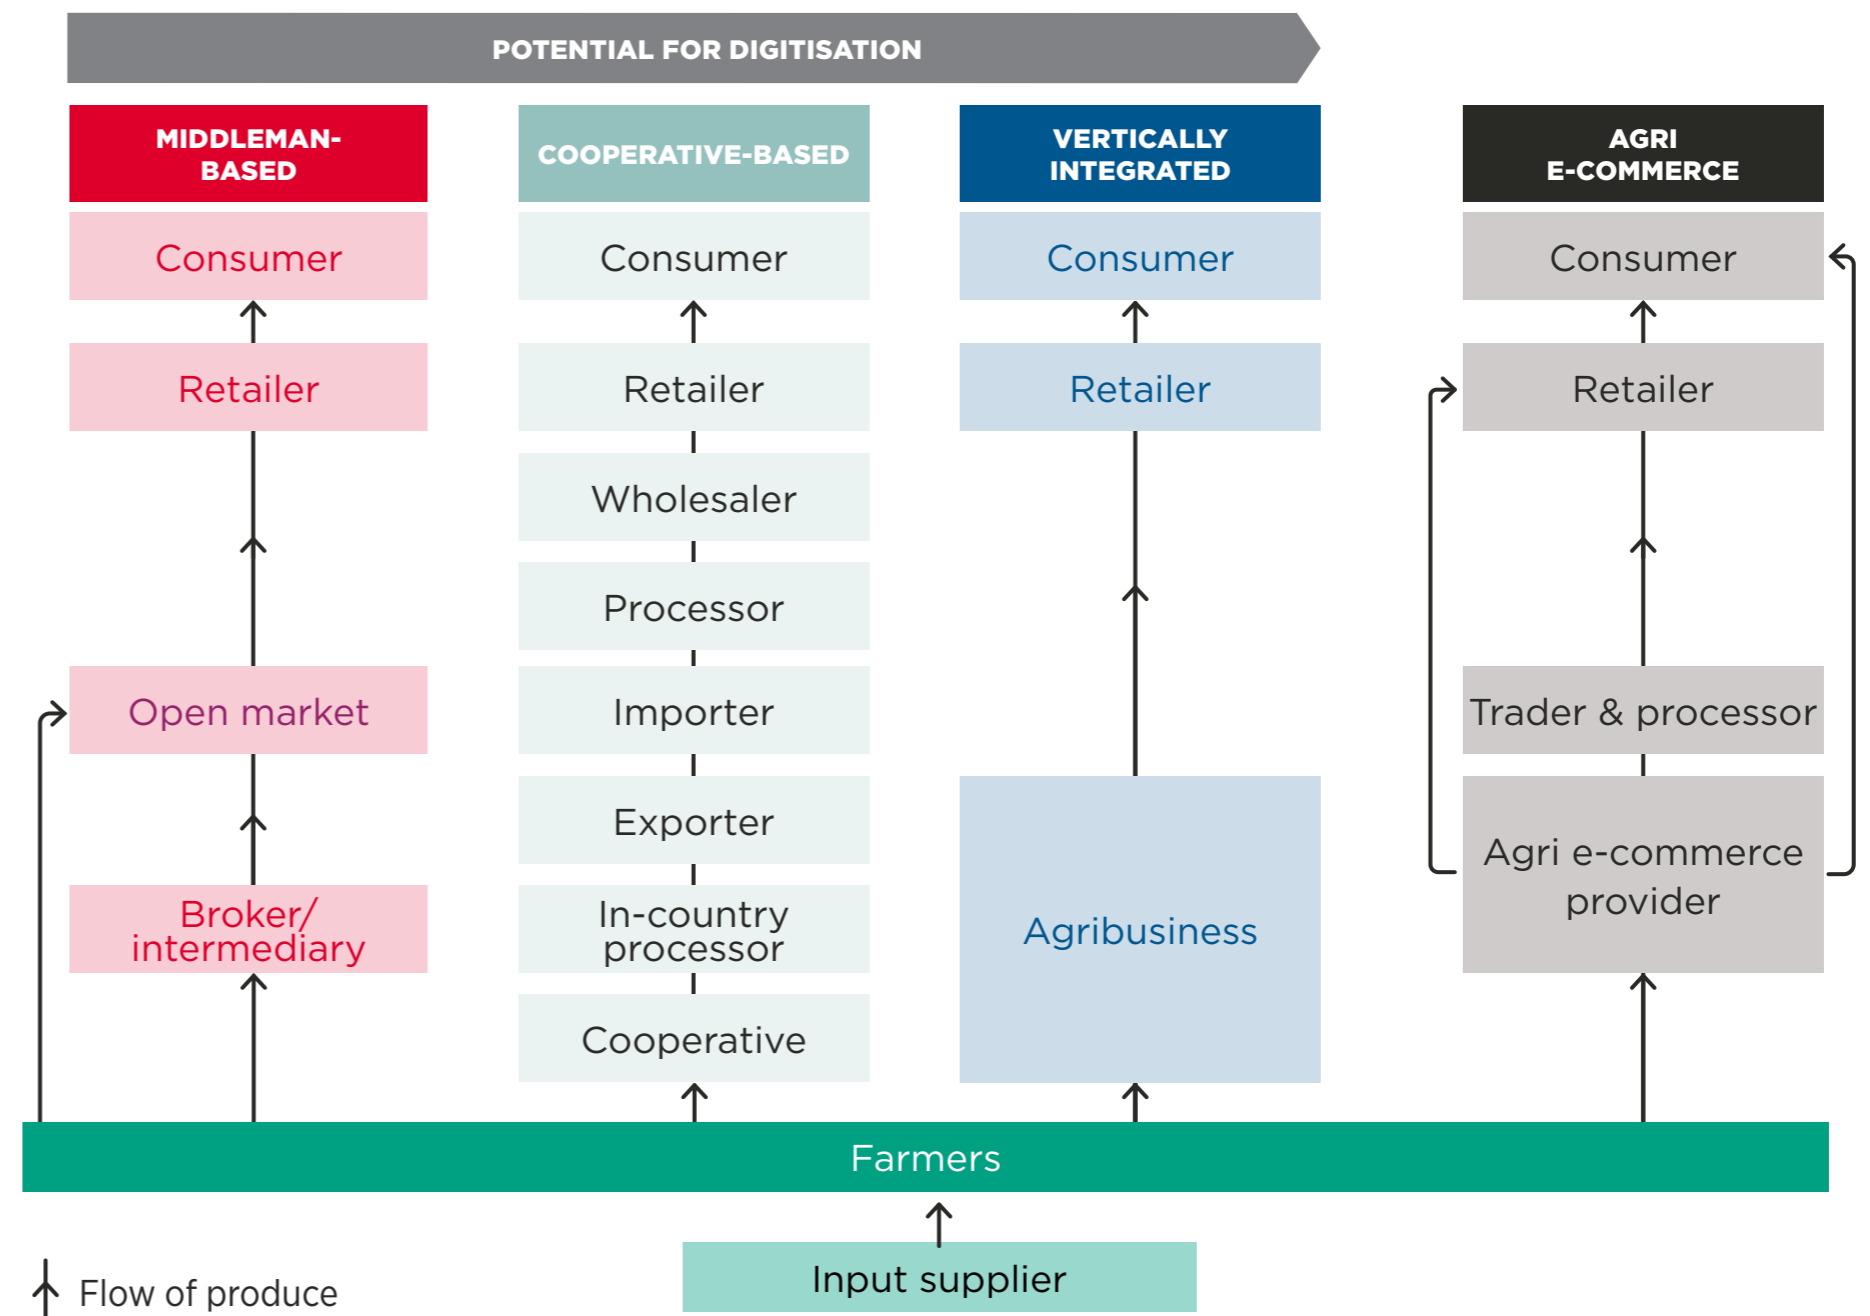 POTENTIAL FOR DIGITISATION
MIDDLEMAN-
BASED
Consumer
Retailer
Open market
Broker/
intermediary
COOPERATIVE-BASED
Consumer
Retailer
Wholesaler
Processor
Importer
Exporter
In-country
processor
Cooperative
VERTICALLY
INTEGRATED
Consumer
Retailer
Agribusiness
AGRI
E-COMMERCE
Consumer
Retailer
Trader & processor
Agri e-commerce
provider
Farmers
Input supplier
Flow of produce